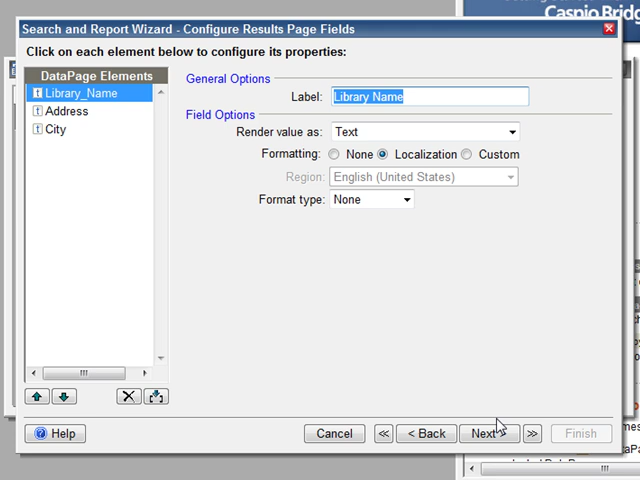 Caspio Bridg
Search and Report Wizard - Configure Results Page Fields
Click on each element below to configure its properties:
DataPage Elements
Library_Name
Address
City
General Options
Label: Library Name
Field Options
Render value as: Text
Formatting: None Localization Custom
Region: English (United States)
Format type: None
Help
Cancel
<<
< Back
Next >
>>
Finish